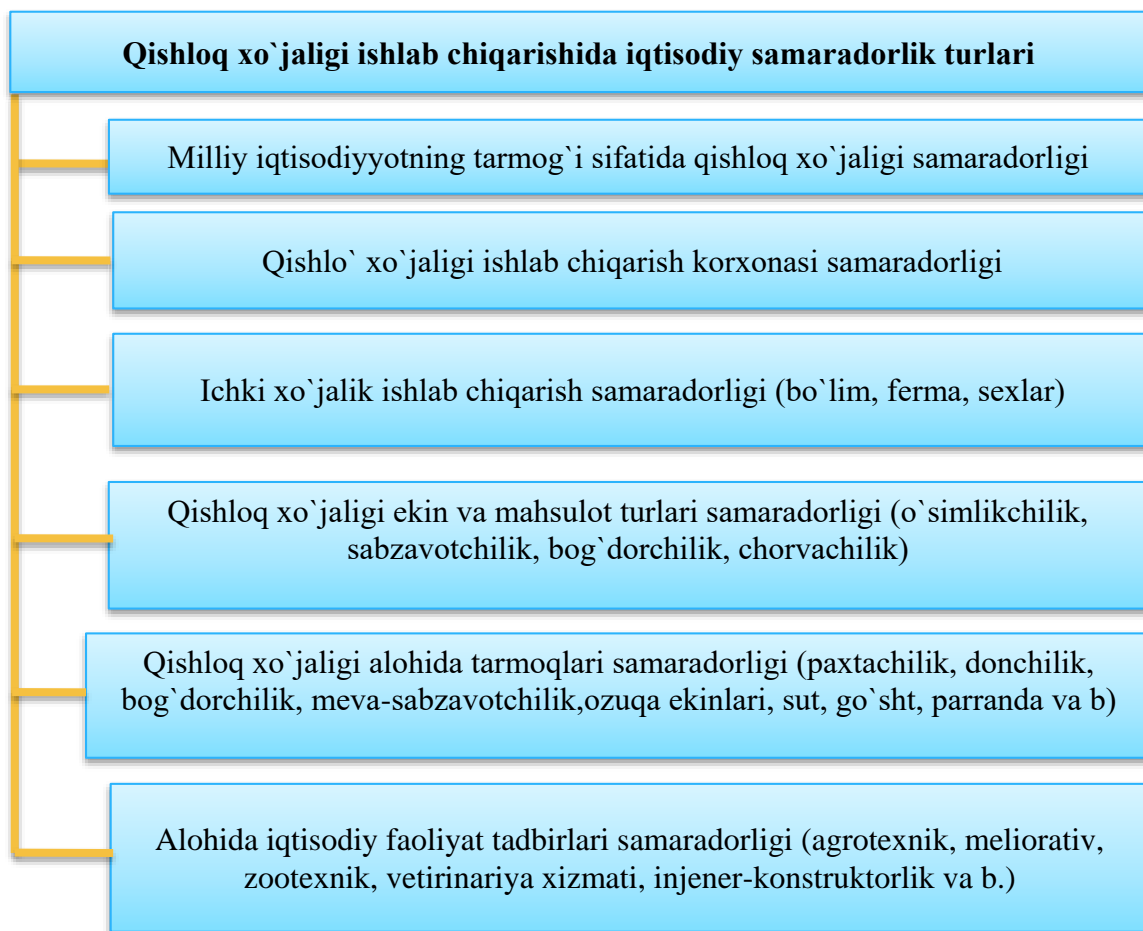 Qishloq xo`jaligi ishlab chiqarishida iqtisodiy samaradorlik turlari
Milliy iqtisodiyyotning tarmog`i sifatida qishloq xo`jaligi samaradorligi
Qishlo` xo`jaligi ishlab chiqarish korxonasi samaradorligi
Ichki xo`jalik ishlab chiqarish samaradorligi (bo`lim, ferma, sexlar)
Qishloq xo`jaligi ekin va mahsulot turlari samaradorligi (o`simlikchilik,
sabzavotchilik, bog`dorchilik, chorvachilik)
Qishloq xo`jaligi alohida tarmoqlari samaradorligi (paxtachilik, donchilik,
bog`dorchilik, meva-sabzavotchilik,ozuqa ekinlari, sut, go`sht, parranda va b)
Alohida iqtisodiy faoliyat tadbirlari samaradorligi (agrotexnik, meliorativ,
zootexnik, vetirinariya xizmati, injener-konstruktorlik va b.)